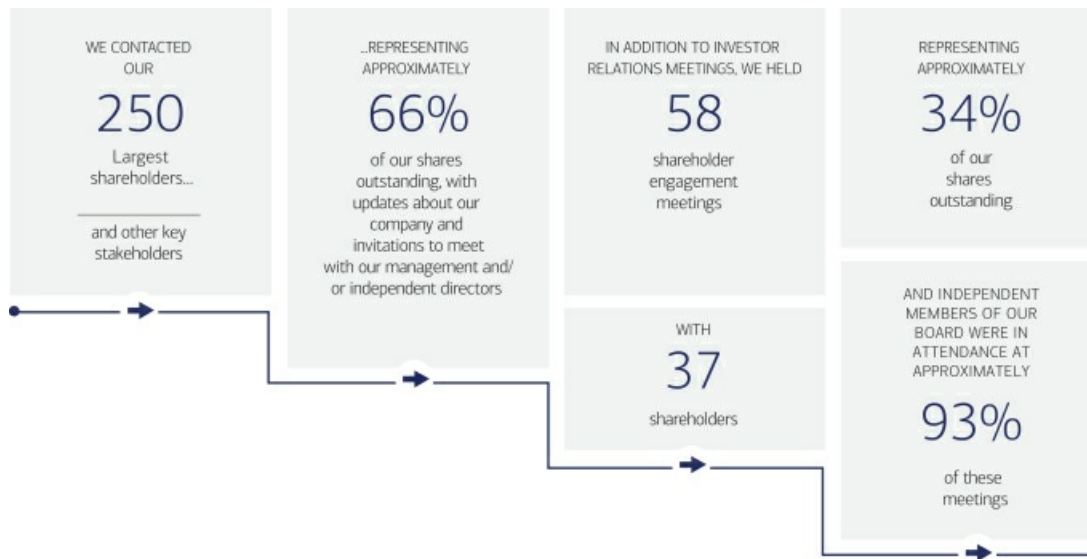 WE CONTACTED
OUR
250
Largest
shareholders...
and other key
stakeholders
...REPRESENTING
APPROXIMATELY
66%
of our shares
outstanding, with
updates about our
company and
invitations to meet
with our management and/
or independent directors
IN ADDITION TO INVESTOR
RELATIONS MEETINGS, WE HELD
58
shareholder
engagement
meetings
WITH
37
shareholders
REPRESENTING
APPROXIMATELY
34%
of our
shares
outstanding
AND INDEPENDENT
MEMBERS OF OUR
BOARD WERE IN
ATTENDANCE AT
APPROXIMATELY
93%
of these
meetings